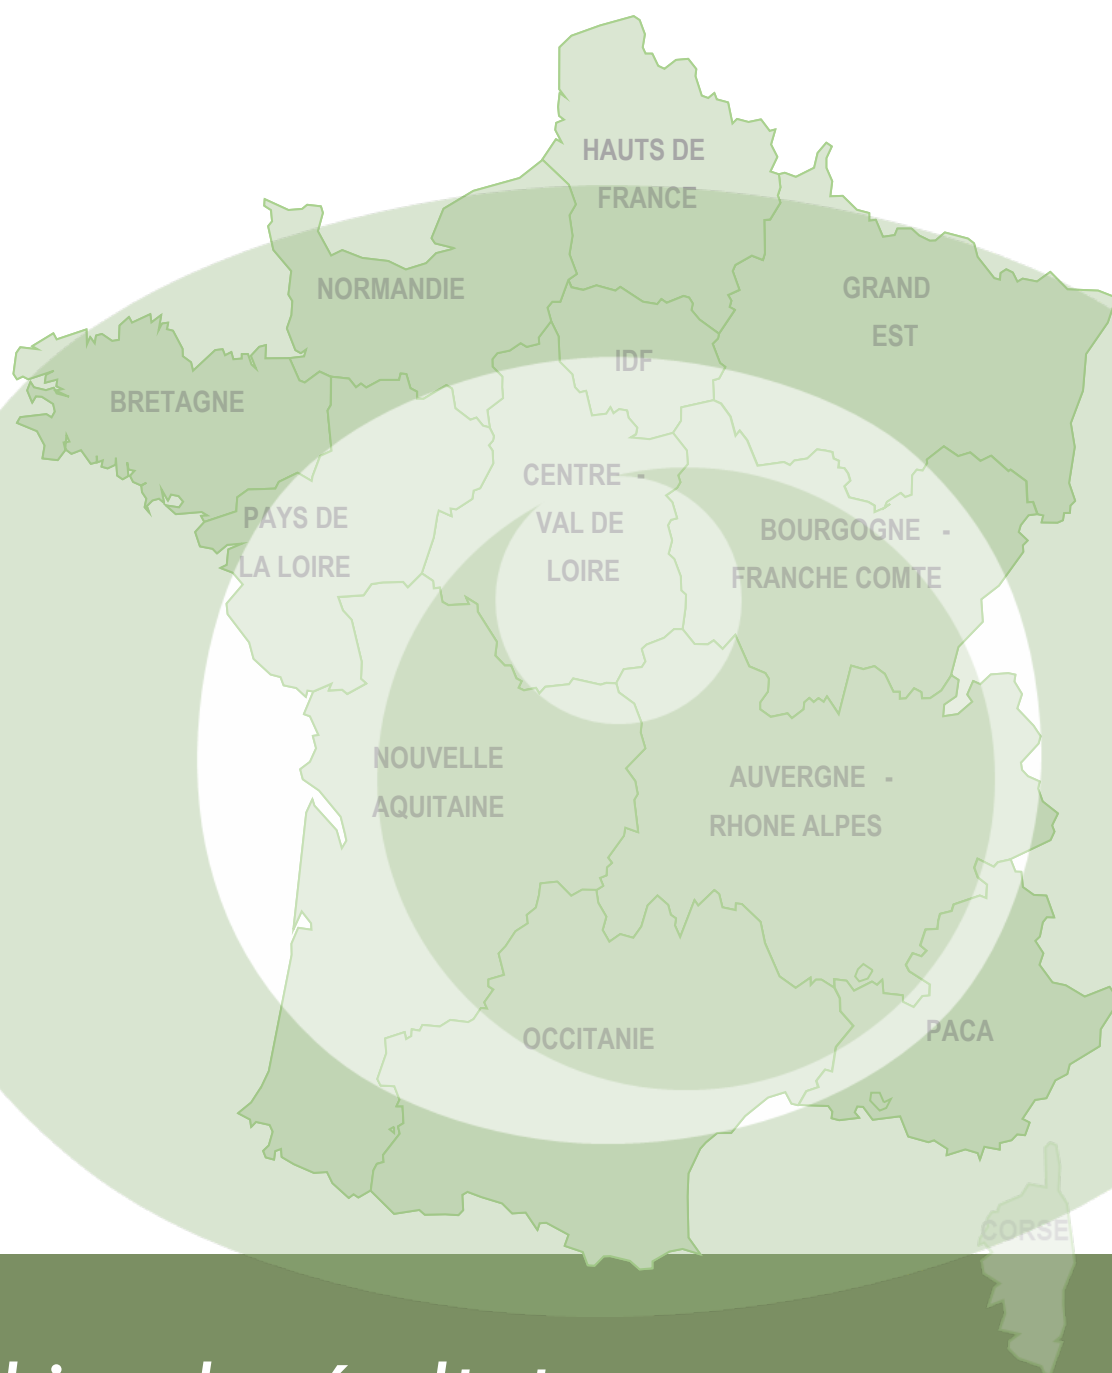 HAUTS DE
FRANCE
NORMANDIE
GRAND
EST
IDF
BRETAGNE
CENTRE -
VAL DE
LOIRE
PAYS DE
LA LOIRE
BOURGOGNE -
FRANCHE COMTE
NOUVELLE
AQUITAINE
AUVERGNE -
RHONE ALPES
OCCITANIE
PACA
CORSE